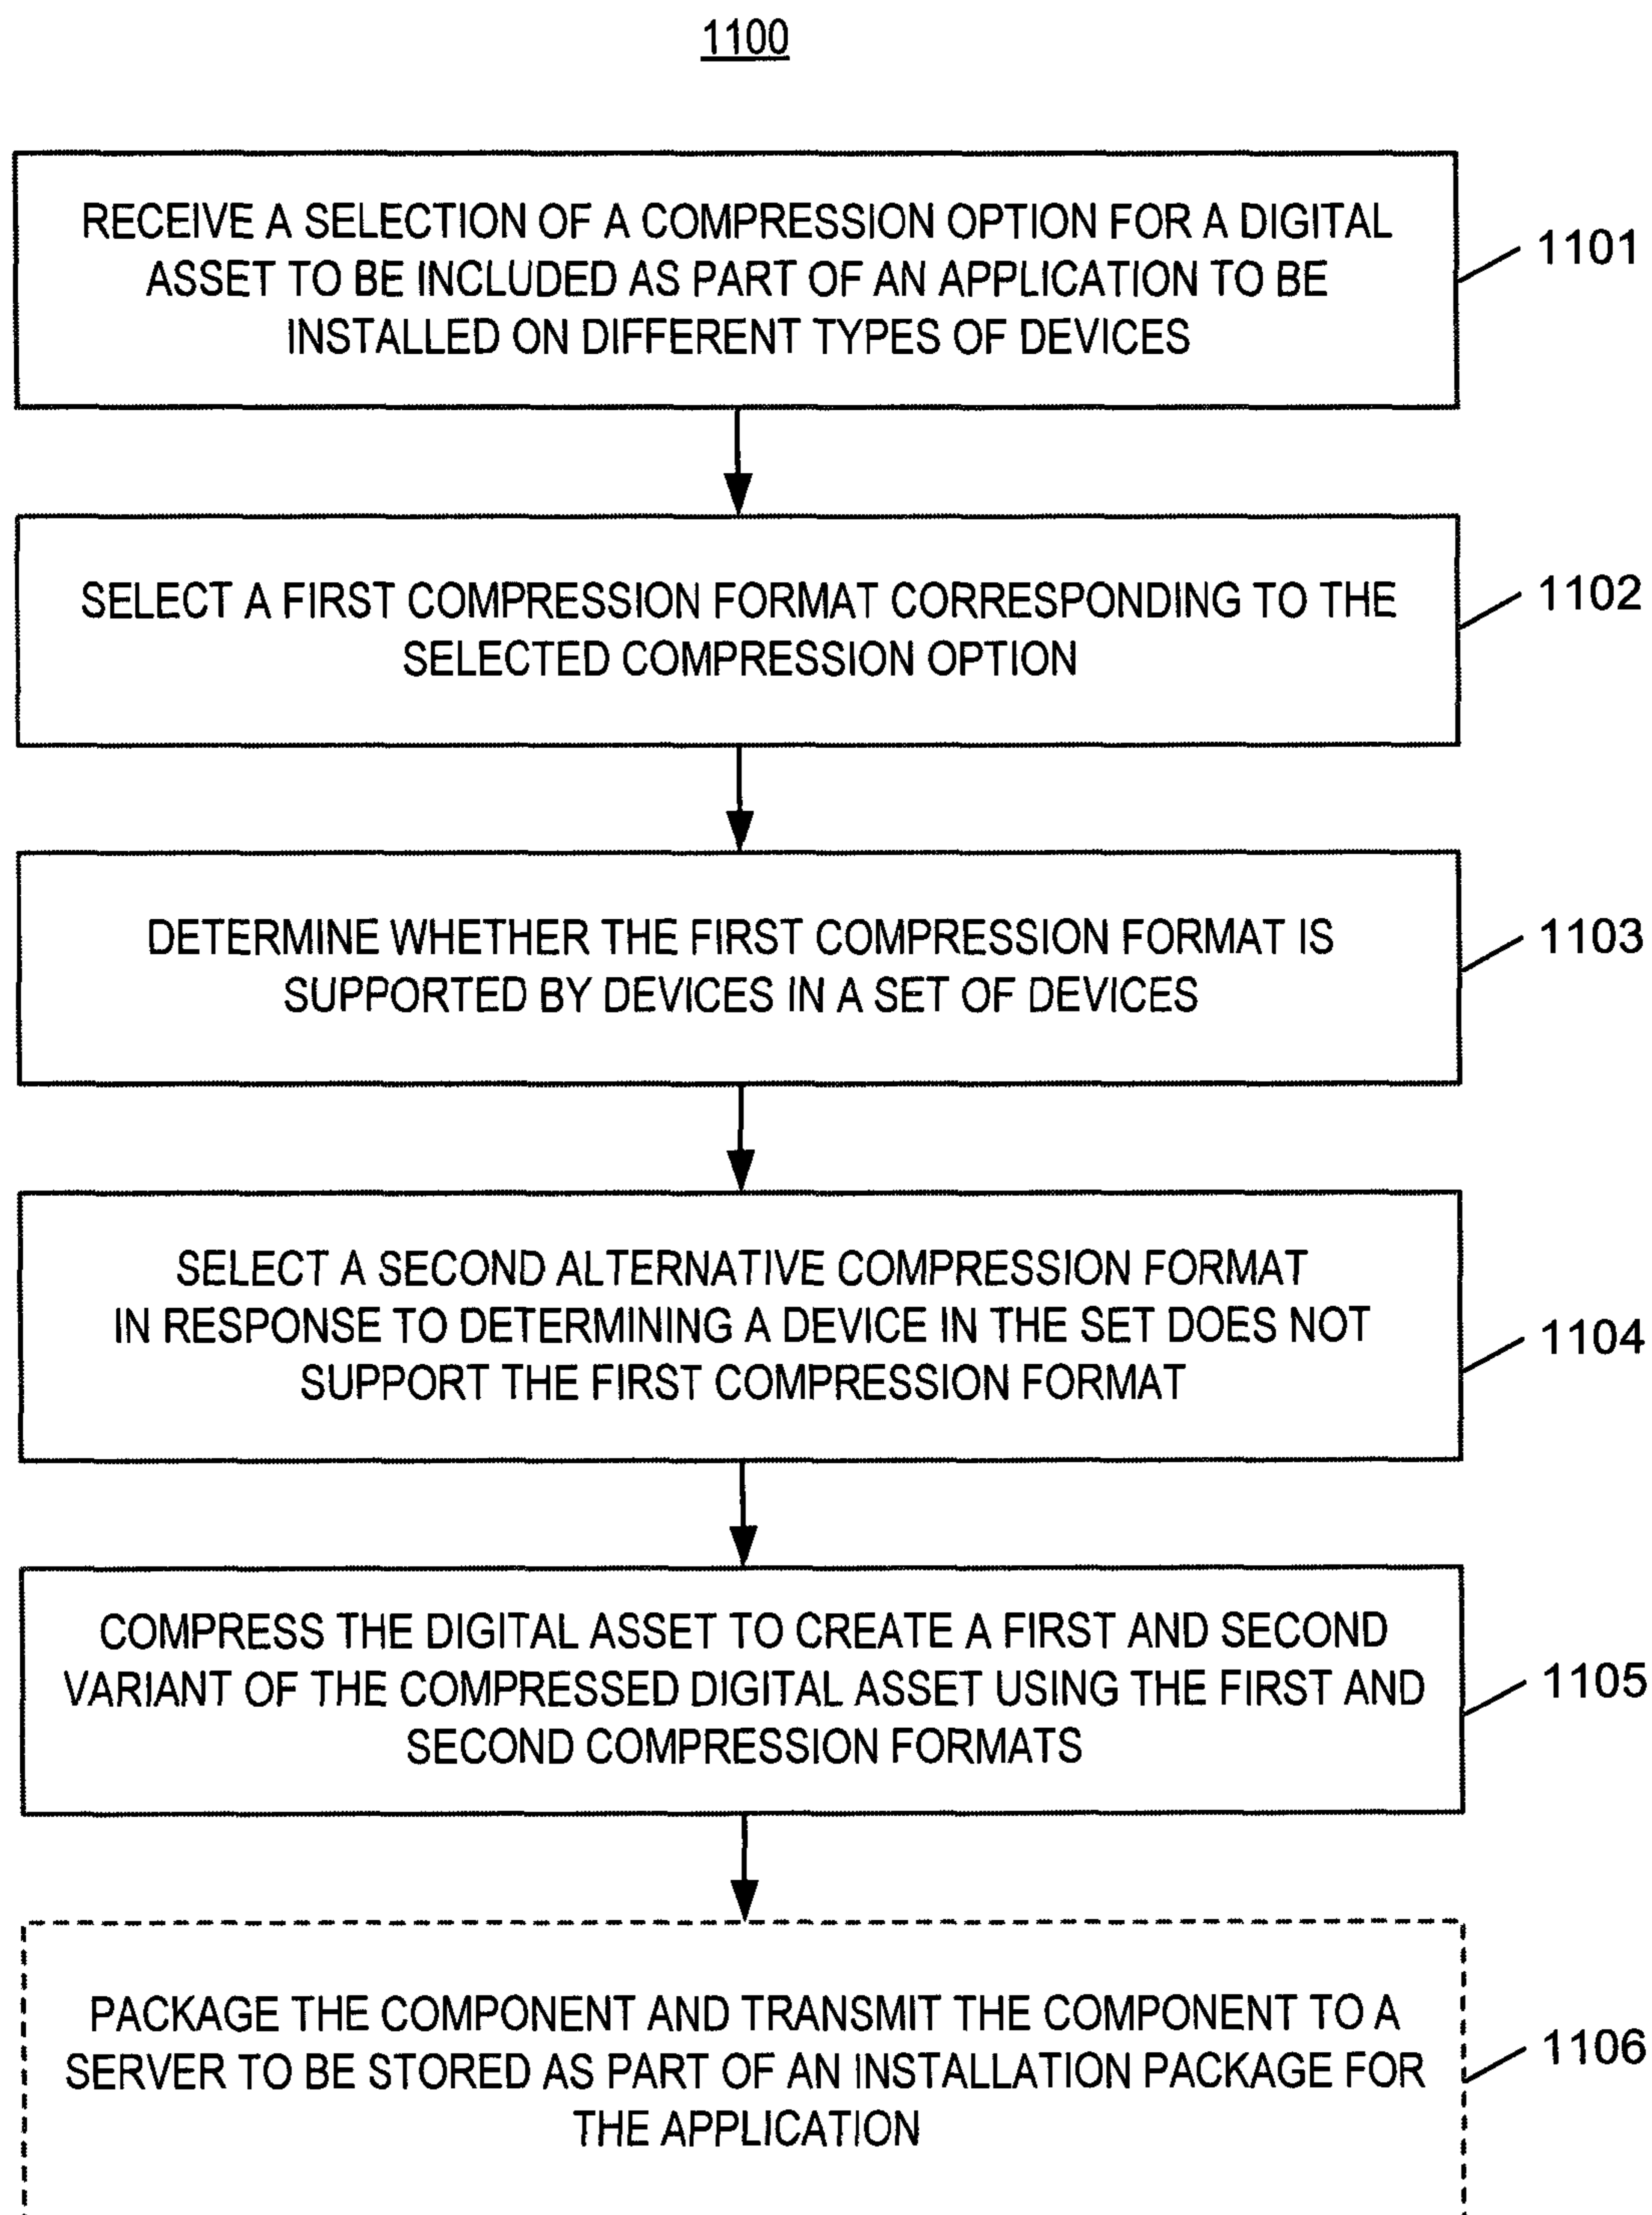 1100
RECEIVE A SELECTION OF A COMPRESSION OPTION FOR A DIGITAL
ASSET TO BE INCLUDED AS PART OF AN APPLICATION TO BE
INSTALLED ON DIFFERENT TYPES OF DEVICES
1101
SELECT A FIRST COMPRESSION FORMAT CORRESPONDING TO THE
SELECTED COMPRESSION OPTION
1102
DETERMINE WHETHER THE FIRST COMPRESSION FORMAT IS
SUPPORTED BY DEVICES IN A SET OF DEVICES
1103
SELECT A SECOND ALTERNATIVE COMPRESSION FORMAT
IN RESPONSE TO DETERMINING A DEVICE IN THE SET DOES NOT
SUPPORT THE FIRST COMPRESSION FORMAT
1104
COMPRESS THE DIGITAL ASSET TO CREATE A FIRST AND SECOND
VARIANT OF THE COMPRESSED DIGITAL ASSET USING THE FIRST AND
SECOND COMPRESSION FORMATS
1105
PACKAGE THE COMPONENT AND TRANSMIT THE COMPONENT TO A
SERVER TO BE STORED AS PART OF AN INSTALLATION PACKAGE FOR
THE APPLICATION
1106